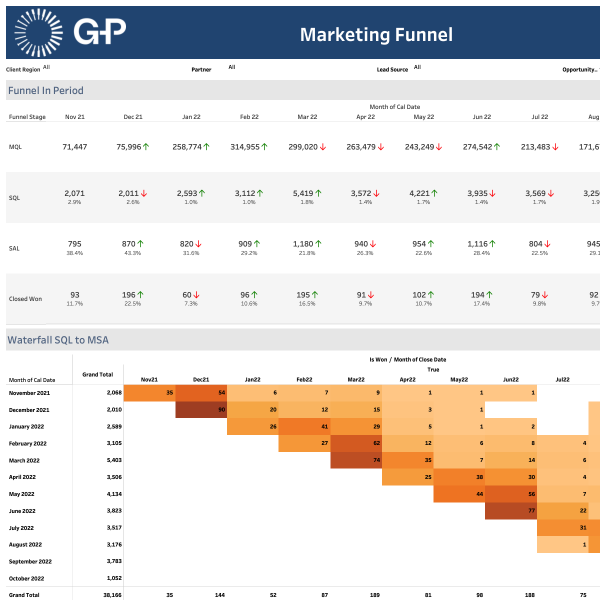 G-P
Marketing Funnel
Client Region All Partner All Lead Source All Opportunity...
Funnel In Period
Month of Cal Date
Funnel Stage Nov 21 Dec 21 Jan 22 Feb 22 Mar 22 Apr 22 May 22 Jun 22 Jul 22 Aug
MQL 71,447 75,996 258,774 314,955 299,020 263,479 243,249 274,542 213,483 171,6
SQL 2,071 2,011 2,593 3,112 5,419 3,572 4,221 3,935 3,569 3,25
2.9% 2.6% 1.0% 1.0% 1.8% 1.4% 1.7% 1.4% 1.7% 1.9
SAL 795 870 820 909 1,180 940 954 1,116 804 945
38.4% 43.3% 31.6% 29.2% 21.8% 26.3% 22.6% 28.4% 22.5% 29.1
Closed Won 93 196 60 96 195 91 102 194 79 92
11.7% 22.5% 7.3% 10.6% 16.5% 9.7% 10.7% 17.4% 9.8% 9.7
Waterfall SQL to MSA
Is Won / Month of Close Date
True
Month of Cal Date Grand Total Nov21 Dec21 Jan22 Feb22 Mar22 Apr22 May22 Jun22 Jul22
November 2021 2,068 35 54 6 7 9 1 1 1
December 2021 2,010 90 20 12 15 3 1
January 2022 2,589 26 41 29 5 1 2
February 2022 3,105 27 62 12 6 8 4
March 2022 5,403 74 35 7 14 6
April 2022 3,506 25 38 30 4
May 2022 4,134 44 56 7
June 2022 3,823 77 22
July 2022 3,517 31
August 2022 3,176 1
September 2022 3,783
October 2022 1,052
Grand Total 38,166 35 144 52 87 189 81 98 188 75